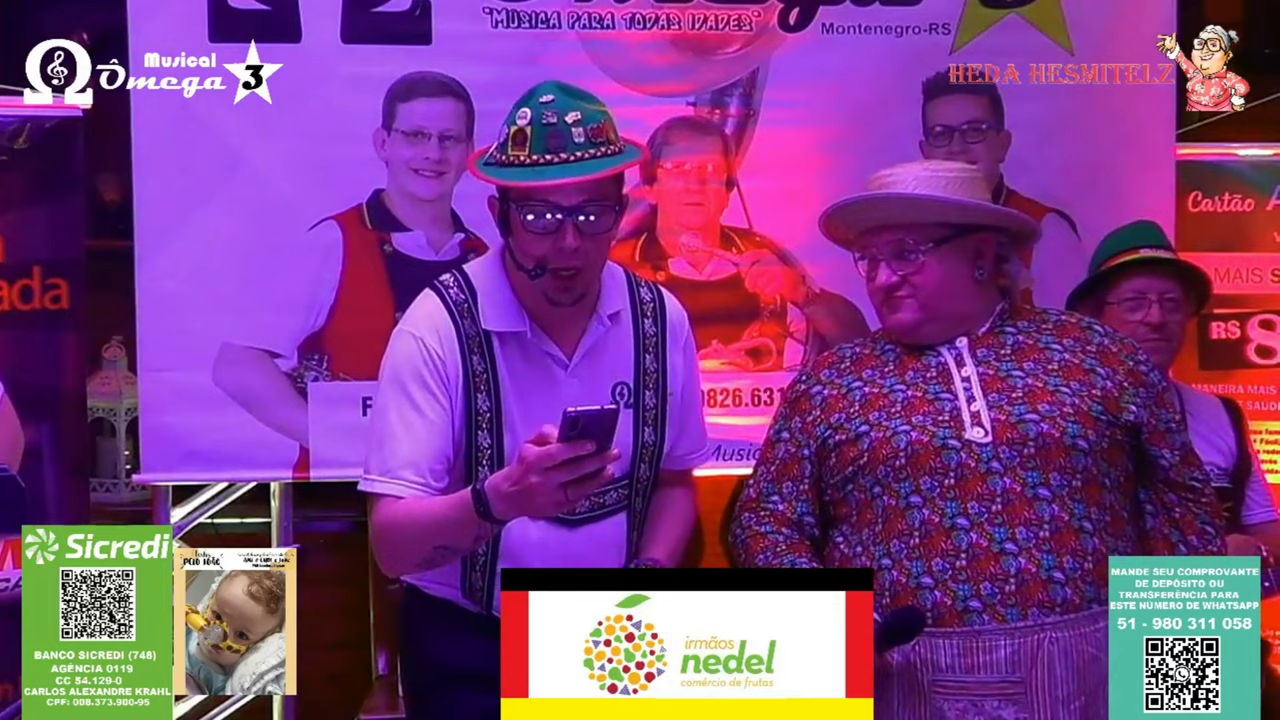 "MUSICA PARA TODAS IDADES"
Montenegro-RS
Musical
Ômega 3
HEDA HESMITELZ
Cartão
MAIS
R$ 8
MANEIRA MAIS
ada
F
Music
Sicredi
BANCO SICREDI (748)
AGÊNCIA 0119
CC 54.129-0
CARLOS ALEXANDRE KRAHL
CPF: 008.373.900-95
PELO JOÃO
irmãos
nedel
comércio de frutas
MANDE SEU COMPROVANTE
DE DEPÓSITO OU
TRANSFERÊNCIA PARA
ESTE NÚMERO DE WHATSAPP
51 - 980 311 058